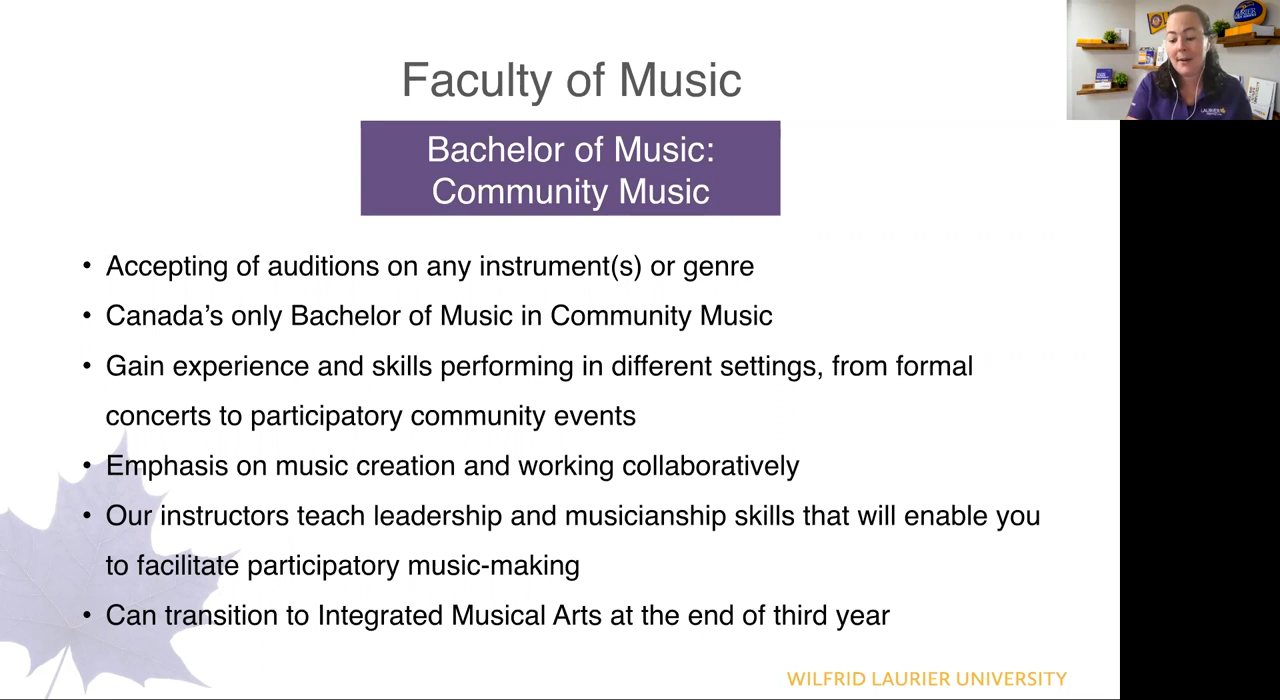 Faculty of Music
Bachelor of Music:
Community Music
• Accepting of auditions on any instrument(s) or genre
• Canada’s only Bachelor of Music in Community Music
• Gain experience and skills performing in different settings, from formal
concerts to participatory community events
• Emphasis on music creation and working collaboratively
• Our instructors teach leadership and musicianship skills that will enable you
to facilitate participatory music-making
• Can transition to Integrated Musical Arts at the end of third year
WILFRID LAURIER UNIVERSITY
LAURIER